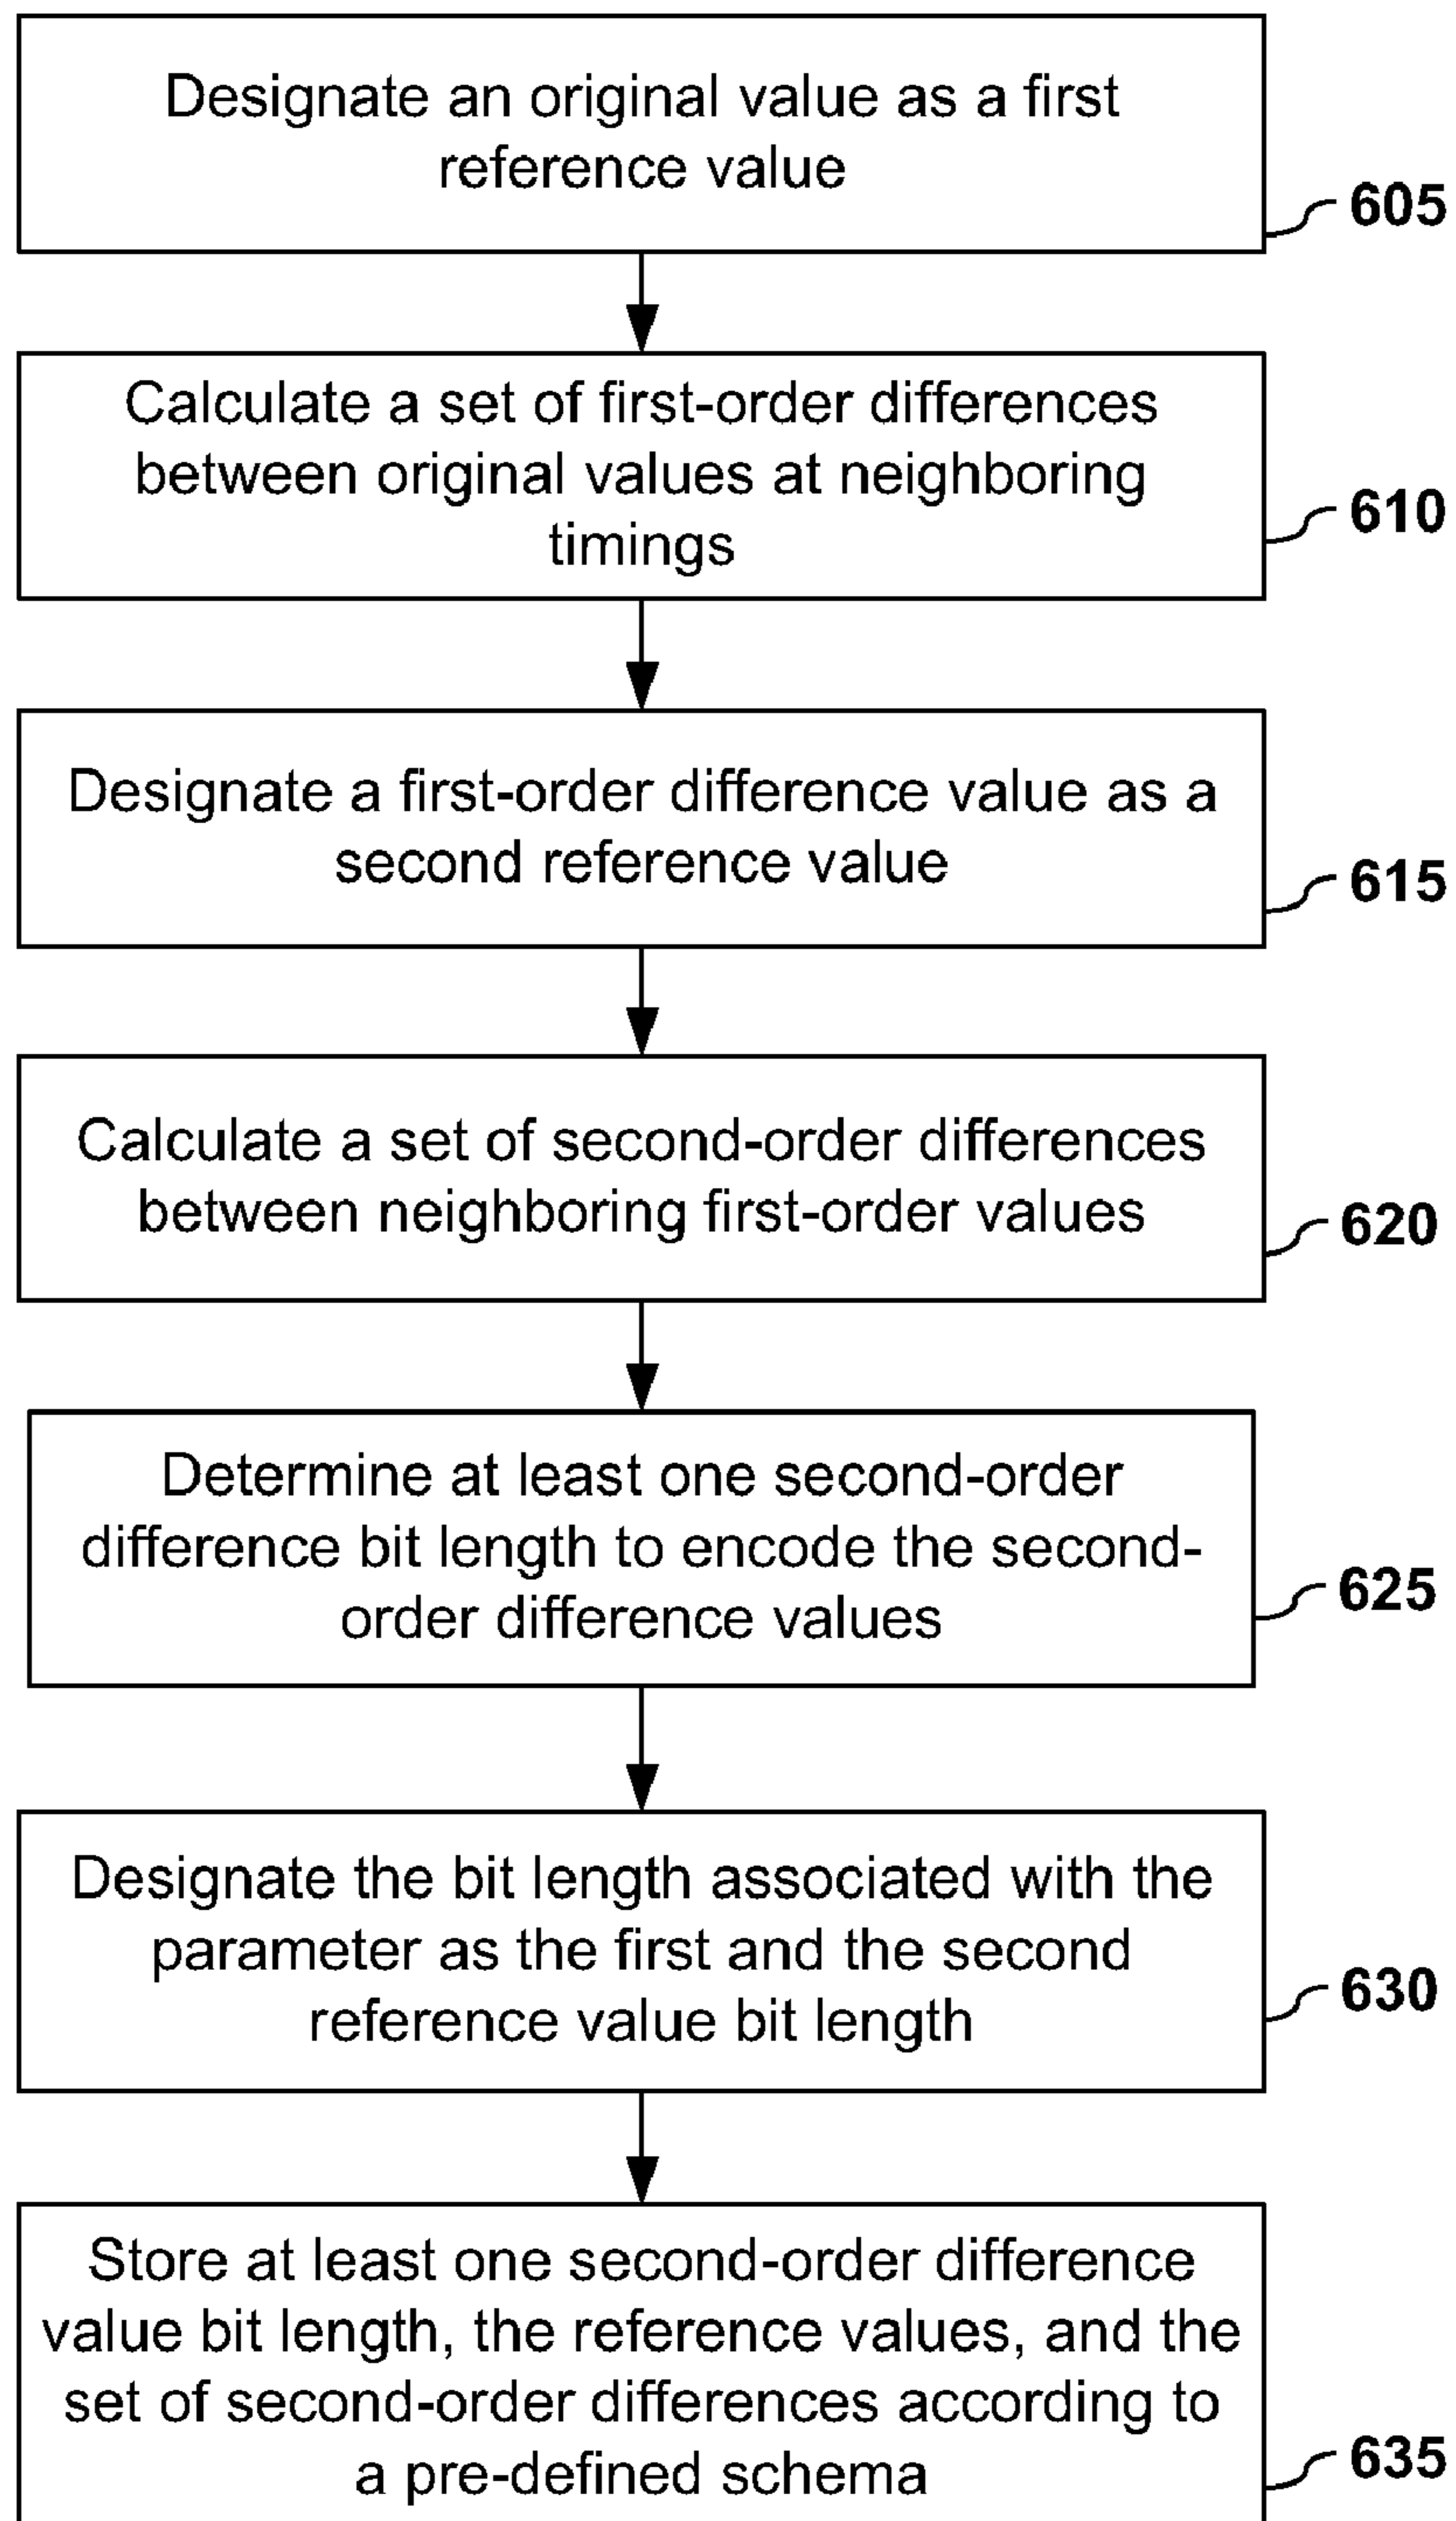 Designate an original value as a first
reference value
605
Calculate a set of first-order differences
between original values at neighboring
timings
610
Designate a first-order difference value as a
second reference value
615
Calculate a set of second-order differences
between neighboring first-order values
620
Determine at least one second-order
difference bit length to encode the second-
order difference values
625
Designate the bit length associated with the
parameter as the first and the second
reference value bit length
630
Store at least one second-order difference
value bit length, the reference values, and the
set of second-order differences according to
a pre-defined schema
635